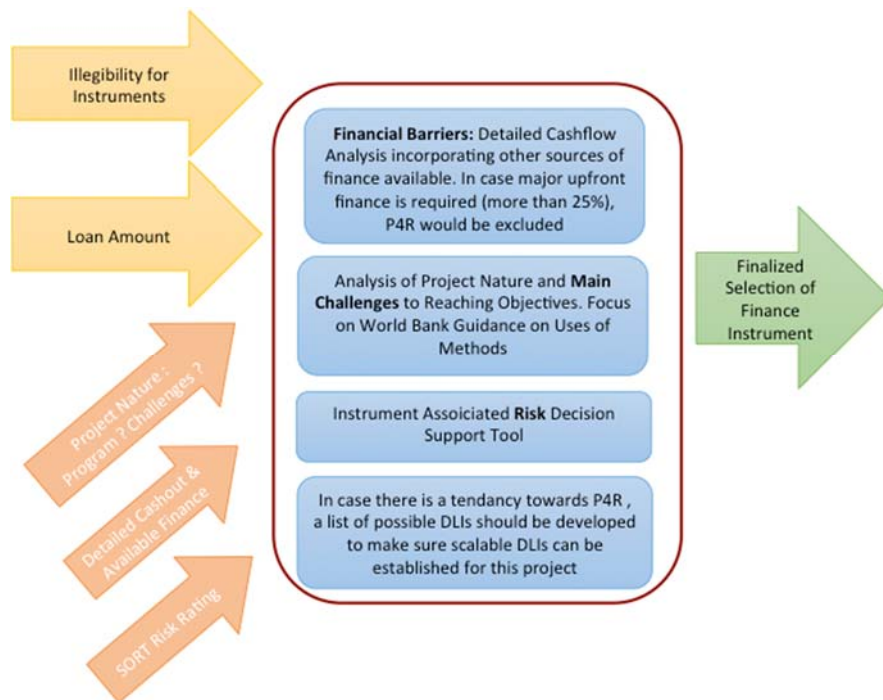 Illegibility for
Instruments
Loan Amount
Project Nature :
Program ? Challenges ?
Detailed Cashout &
Available Finance
SORT Risk Rating
Financial Barriers: Detailed Cashflow
Analysis incorporating other sources of
finance available. In case major upfront
finance is required (more than 25%),
P4R would be excluded
Analysis of Project Nature and Main
Challenges to Reaching Objectives. Focus
on World Bank Guidance on Uses of
Methods
Instrument Assoiciated Risk Decision
Support Tool
In case there is a tendancy towards P4R ,
a list of possible DLIs should be developed
to make sure scalable DLIs can be
established for this project
Finalized
Selection of
Finance
Instrument